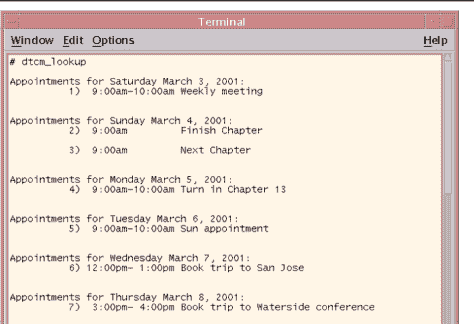 Terminal
Window Edit Options Help
# dtcm_lookup
Appointments for Saturday March 3, 2001:
1) 9:00am-10:00am Weekly meeting
Appointments for Sunday March 4, 2001:
2) 9:00am Finish Chapter
3) 9:00am Next Chapter
Appointments for Monday March 5, 2001:
4) 9:00am-10:00am Turn in Chapter 13
Appointments for Tuesday March 6, 2001:
5) 9:00am-10:00am Sun appointment
Appointments for Wednesday March 7, 2001:
6) 12:00pm- 1:00pm Book trip to San Jose
Appointments for Thursday March 8, 2001:
7) 3:00pm- 4:00pm Book trip to Waterside conference